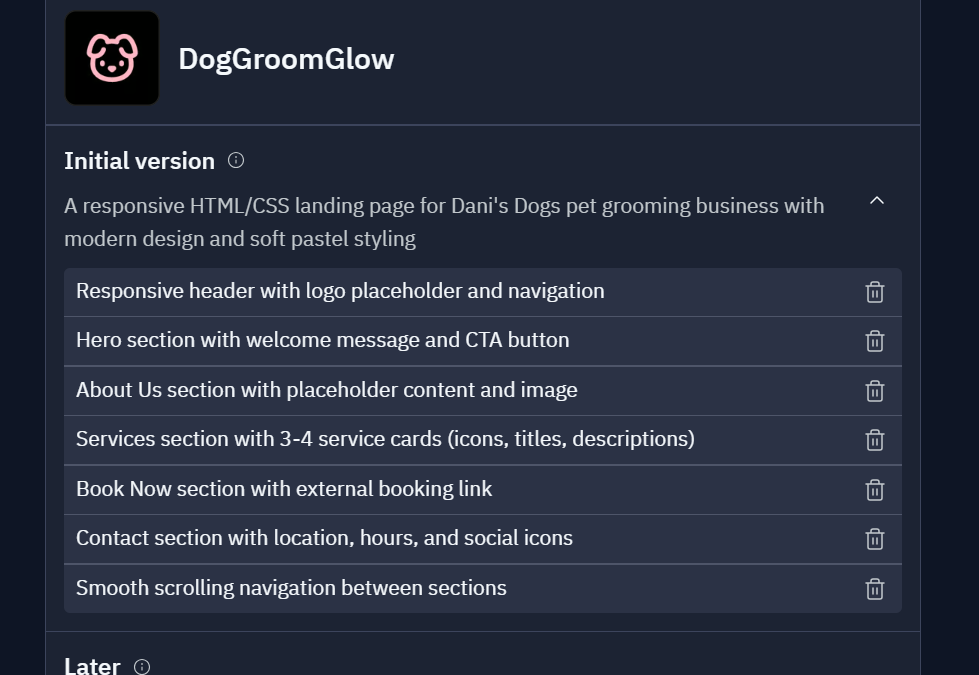 DogGroomGlow
Initial version
A responsive HTML/CSS landing page for Dani's Dogs pet grooming business with
modern design and soft pastel styling
Responsive header with logo placeholder and navigation
Hero section with welcome message and CTA button
About Us section with placeholder content and image
Services section with 3-4 service cards (icons, titles, descriptions)
Book Now section with external booking link
Contact section with location, hours, and social icons
Smooth scrolling navigation between sections
Later